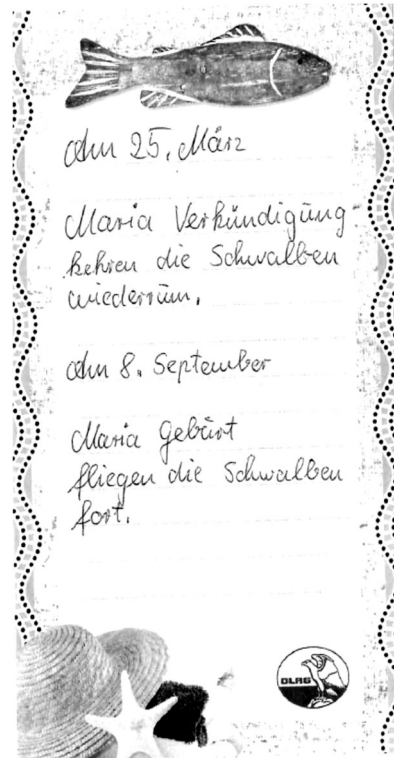 Am 25. März
Maria Verkündigung
kehren die Schwalben
wiederum.
Am 8. September
Maria Geburt
fliegen die Schwalben
fort.
DLRG